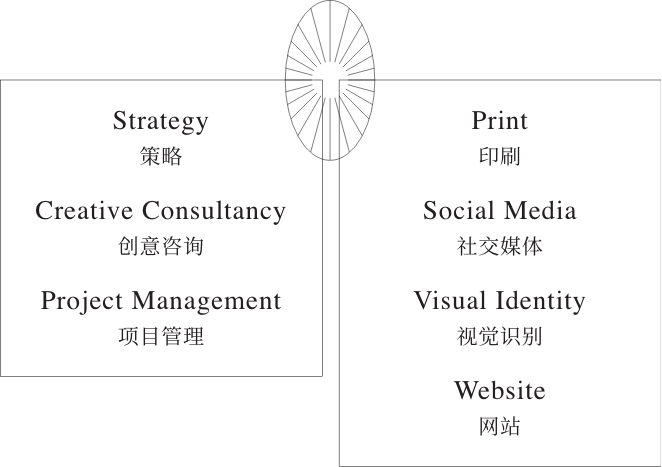 Strategy
策略
Creative Consultancy
创意咨询
Project Management
项目管理
Print
印刷
Social Media
社交媒体
Visual Identity
视觉识别
Website
网站